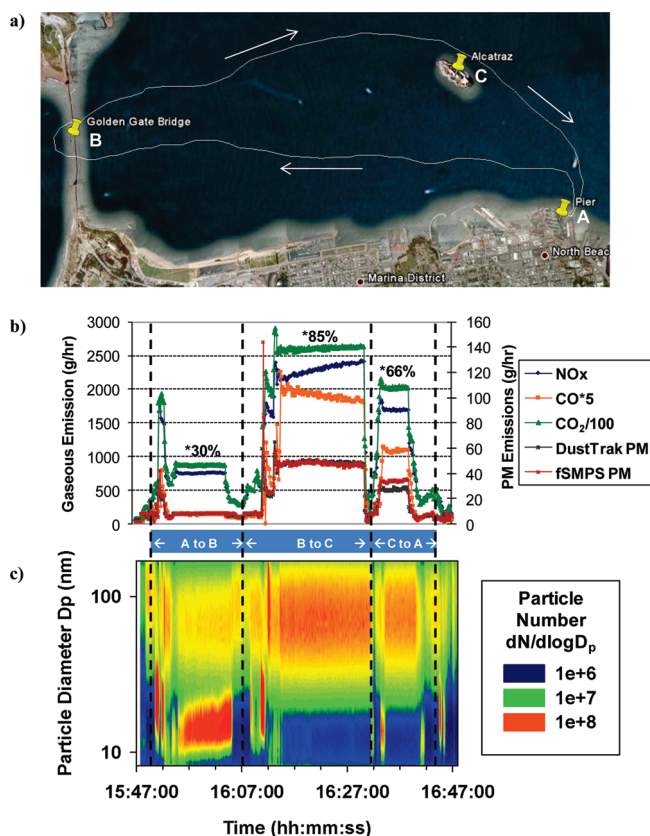 a)
Alcatraz
C
Golden Gate Bridge
B
Pier
A
North Beac
Marina District
b)
Gaseous Emission (g/hr)
3000
2500
2000
1500
1000
500
0
*30%
*85%
*66%
160
140
120
100
80
60
40
20
0
PM Emissions (g/hr)
NOx
CO*5
CO₂/100
DustTrak PM
fSMPS PM
A to B
B to C
C to A
c)
Particle Diameter Dp (nm)
100
10
15:47:00
16:07:00
16:27:00
16:47:00
Time (hh:mm:ss)
Particle
Number
dN/dlogDₚ
1e+6
1e+7
1e+8